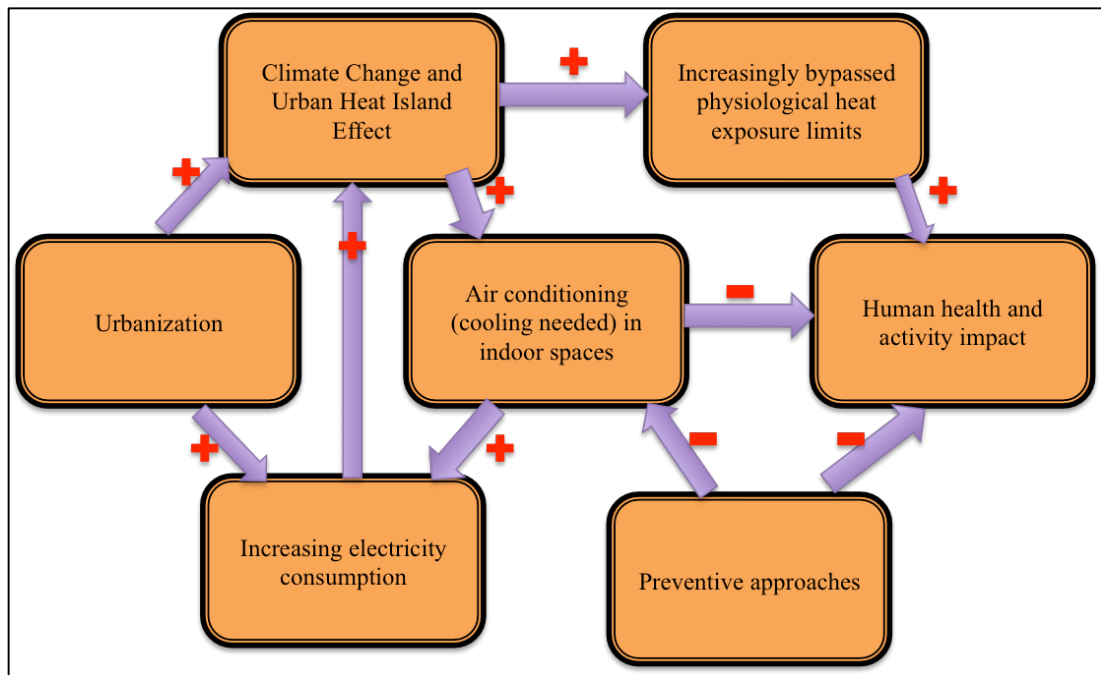 Climate Change and
Urban Heat Island
Effect
Increasingly bypassed
physiological heat
exposure limits
Urbanization
Air conditioning
(cooling needed) in
indoor spaces
Human health and
activity impact
Increasing electricity
consumption
Preventive approaches